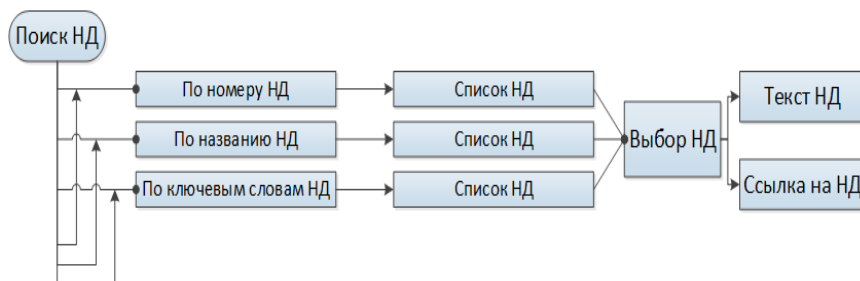 Поиск НД
По номеру НД
Список НД
По названию НД
Список НД
По ключевым словам НД
Список НД
Выбор НД
Текст НД
Ссылка на НД